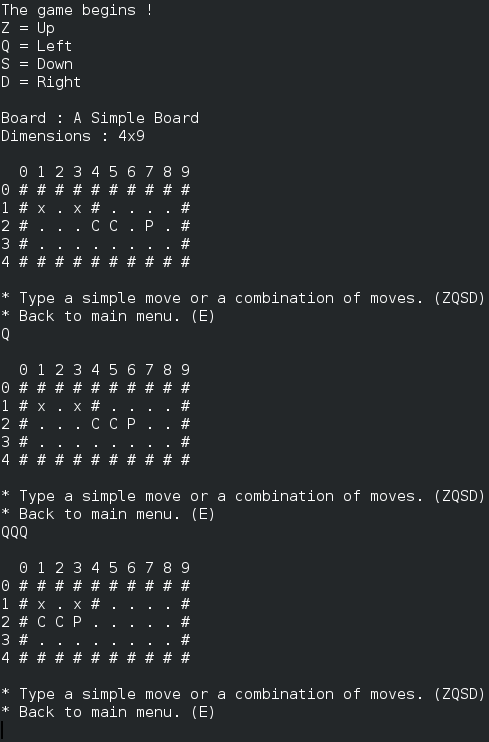 The game begins !
Z = Up
Q = Left
S = Down
D = Right

Board : A Simple Board
Dimensions : 4x9

  0 1 2 3 4 5 6 7 8 9
0 # # # # # # # # # #
1 # x . x # . . . . #
2 # . . . C C . P . #
3 # . . . . . . . . #
4 # # # # # # # # # #

* Type a simple move or a combination of moves. (ZQSD)
* Back to main menu. (E)
Q

  0 1 2 3 4 5 6 7 8 9
0 # # # # # # # # # #
1 # x . x # . . . . #
2 # . . . C C P . . #
3 # . . . . . . . . #
4 # # # # # # # # # #

* Type a simple move or a combination of moves. (ZQSD)
* Back to main menu. (E)
QQQ

  0 1 2 3 4 5 6 7 8 9
0 # # # # # # # # # #
1 # x . x # . . . . #
2 # C C P . . . . . #
3 # . . . . . . . . #
4 # # # # # # # # # #

* Type a simple move or a combination of moves. (ZQSD)
* Back to main menu. (E)